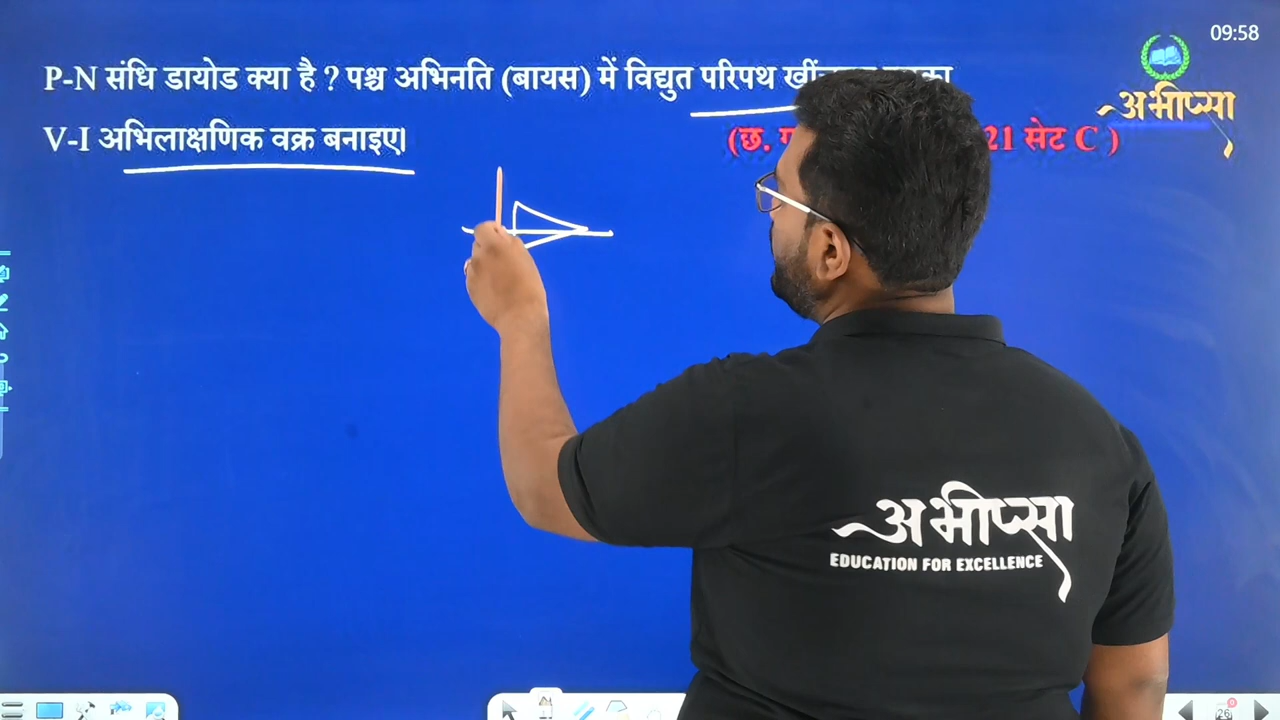 09:58
P-N संधि डायोड क्या है ? पश्च अभिनति (बायस) में विद्युत परिपथ
अभीप्सा
V-I अभिलाक्षणिक वक्र बनाइए।
(छ. 21 सेट C )
अभीप्सा
EDUCATION FOR EXCELLENCE
26